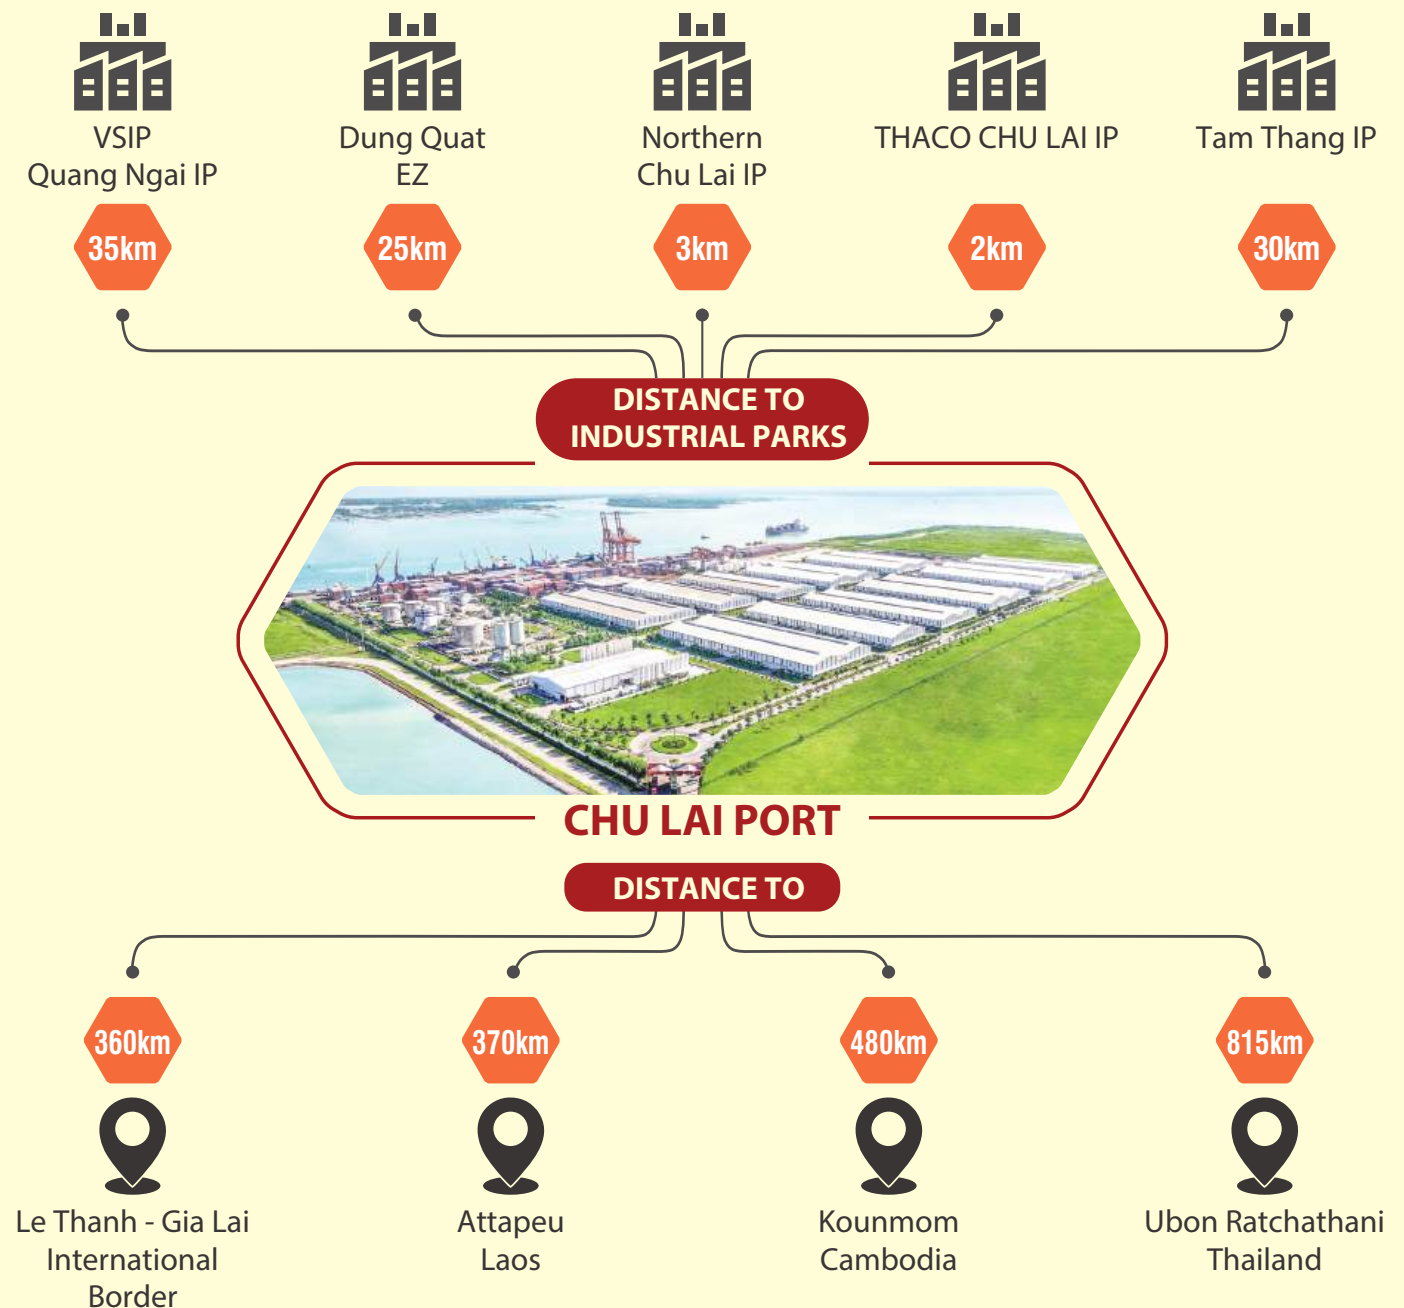 VSIP
Quang Ngai IP
Dung Quat
EZ
Northern
Chu Lai IP
THACO CHU LAI IP
Tam Thang IP
35km
25km
3km
2km
30km
DISTANCE TO
INDUSTRIAL PARKS
CHU LAI PORT
DISTANCE TO
360km
370km
480km
815km
Le Thanh - Gia Lai
International
Border
Attapeu
Laos
Kounmom
Cambodia
Ubon Ratchathani
Thailand